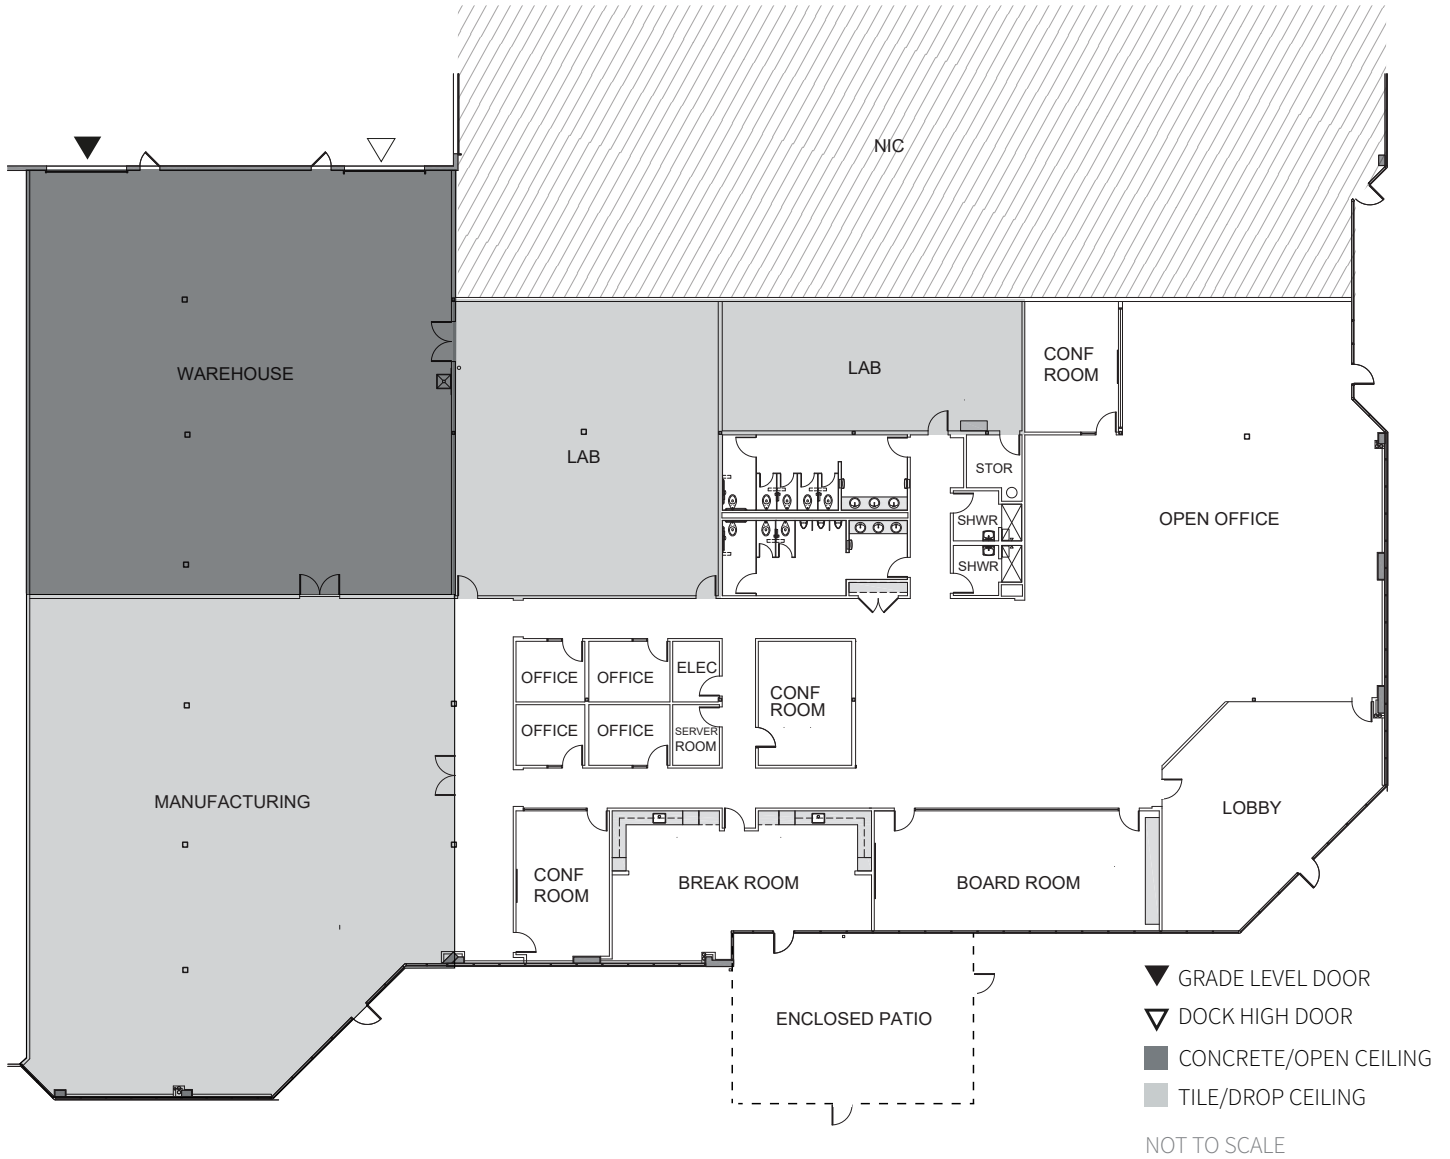 NIC
WAREHOUSE
LAB
LAB
CONF
ROOM
STOR
SHWR
SHWR
OPEN OFFICE
OFFICE
OFFICE
ELEC
OFFICE
OFFICE
SERVER
ROOM
CONF
ROOM
MANUFACTURING
LOBBY
CONF
ROOM
BREAK ROOM
BOARD ROOM
ENCLOSED PATIO
GRADE LEVEL DOOR
DOCK HIGH DOOR
CONCRETE/OPEN CEILING
TILE/DROP CEILING
NOT TO SCALE